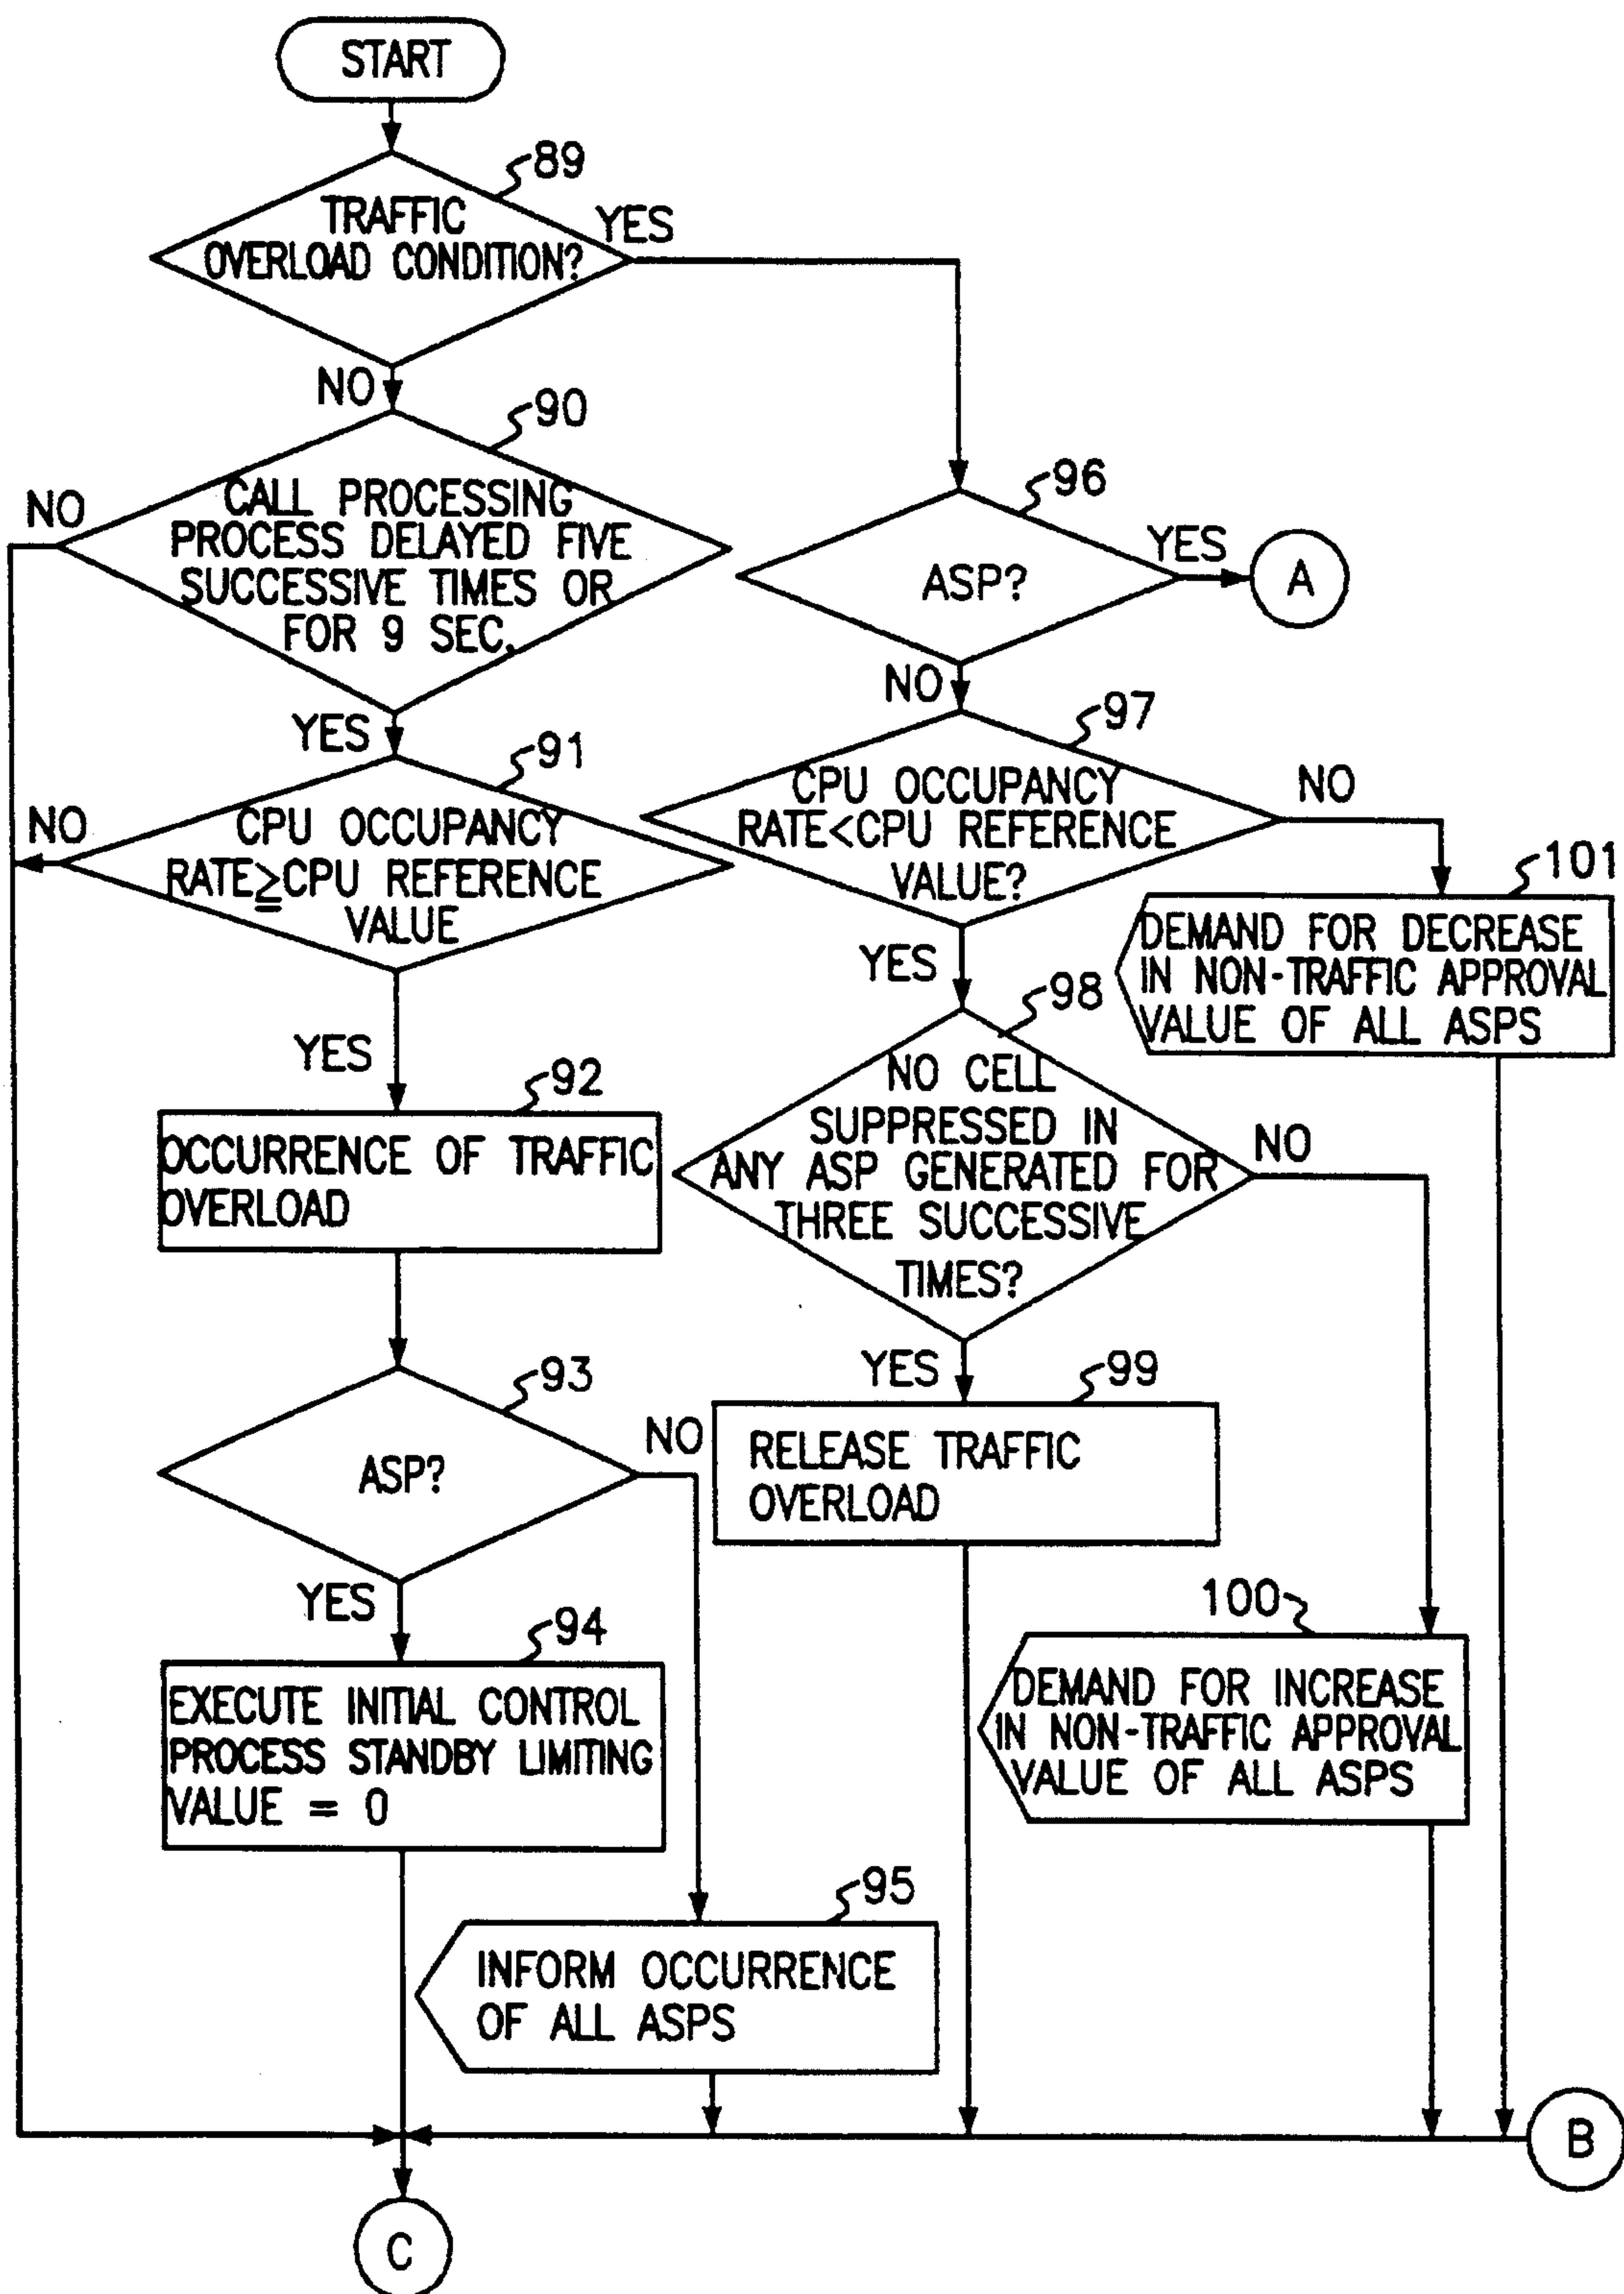 START
89
TRAFFIC
OVERLOAD CONDITION?
YES
NO
90
CALL PROCESSING
PROCESS DELAYED FIVE
SUCCESSIVE TIMES OR
FOR 9 SEC.
NO
YES
91
CPU OCCUPANCY
RATE≧CPU REFERENCE
VALUE
NO
YES
92
OCCURRENCE OF TRAFFIC
OVERLOAD
93
ASP?
NO
YES
94
EXECUTE INITIAL CONTROL
PROCESS STANDBY LIMITING
VALUE = 0
95
INFORM OCCURRENCE
OF ALL ASPS
96
ASP?
YES
A
NO
97
CPU OCCUPANCY
RATE<CPU REFERENCE
VALUE?
NO
YES
101
DEMAND FOR DECREASE
IN NON-TRAFFIC APPROVAL
VALUE OF ALL ASPS
98
NO CELL
SUPPRESSED IN
ANY ASP GENERATED FOR
THREE SUCCESSIVE
TIMES?
NO
YES
99
RELEASE TRAFFIC
OVERLOAD
100
DEMAND FOR INCREASE
IN NON-TRAFFIC APPROVAL
VALUE OF ALL ASPS
B
C